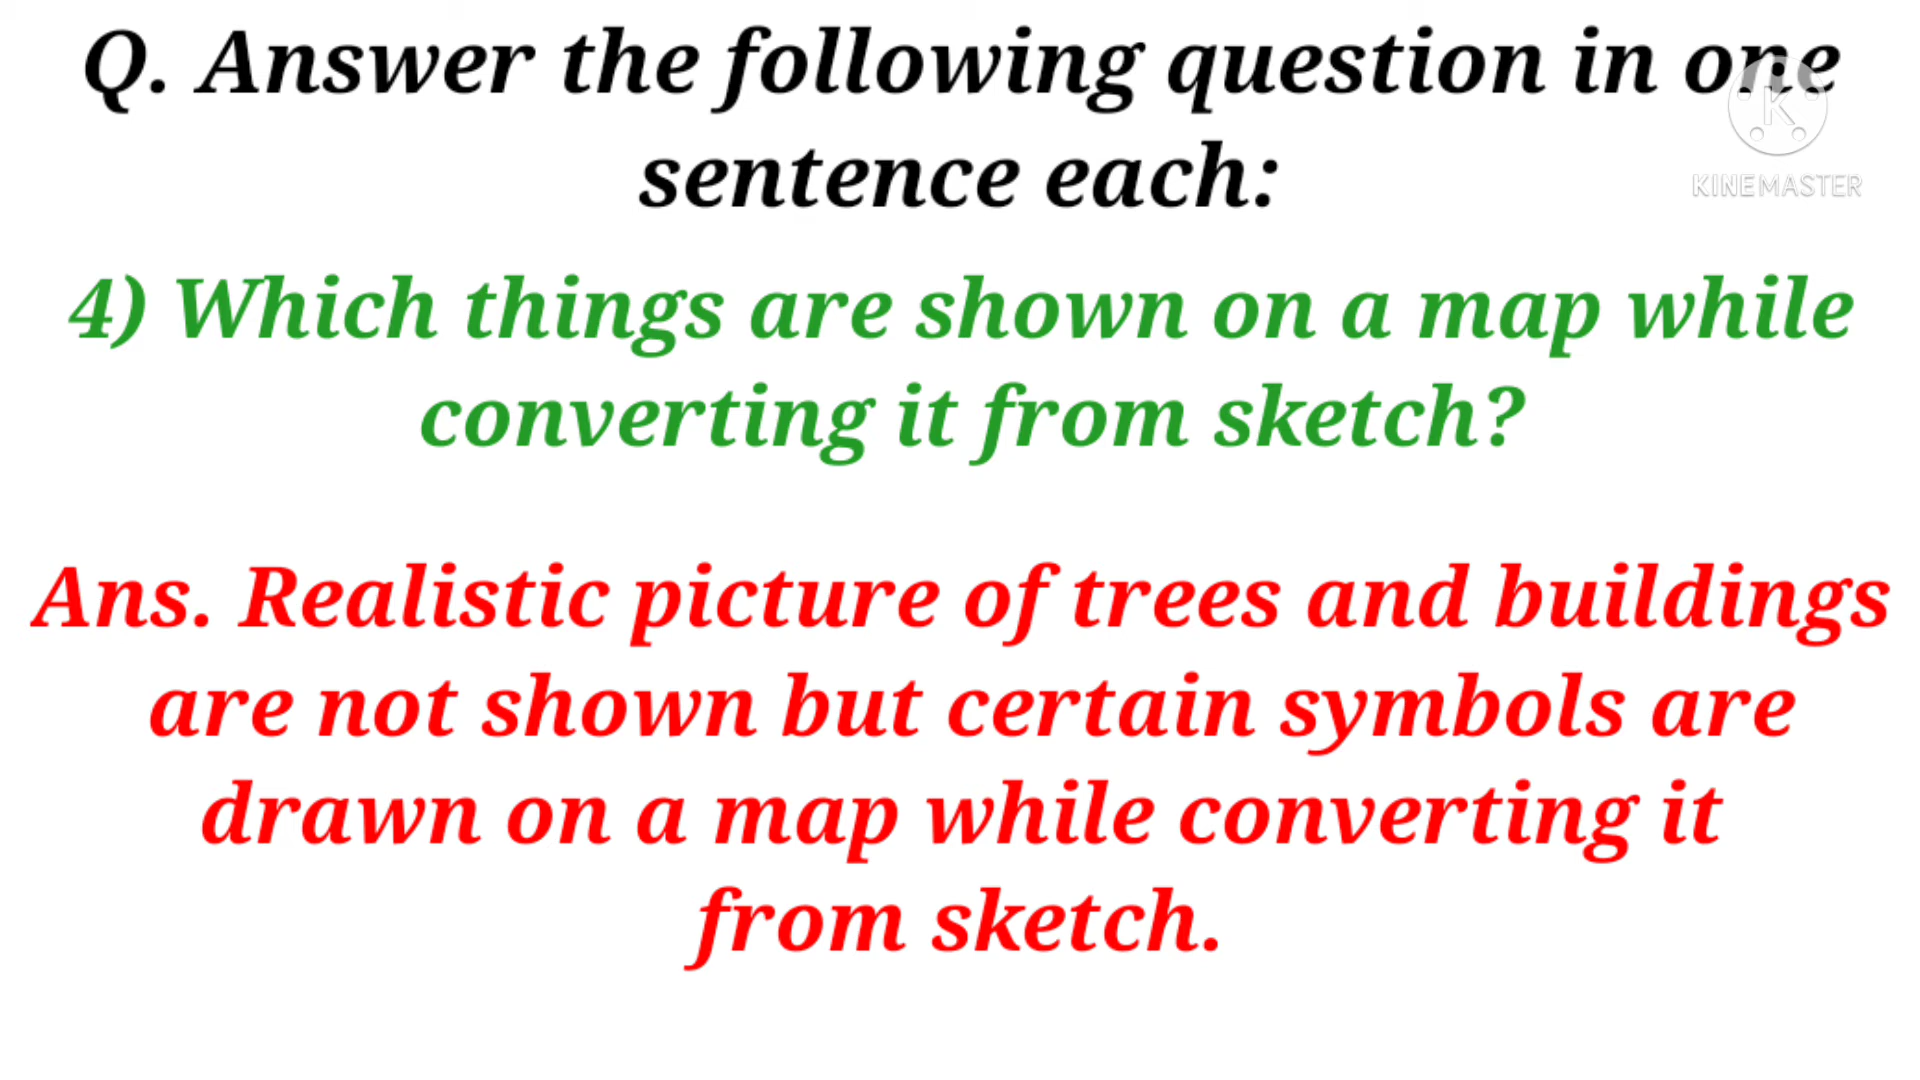 Q. Answer the following question in one
sentence each:
KINEMASTER
4) Which things are shown on a map while
converting it from sketch?
Ans. Realistic picture of trees and buildings
are not shown but certain symbols are
drawn on a map while converting it
from sketch.